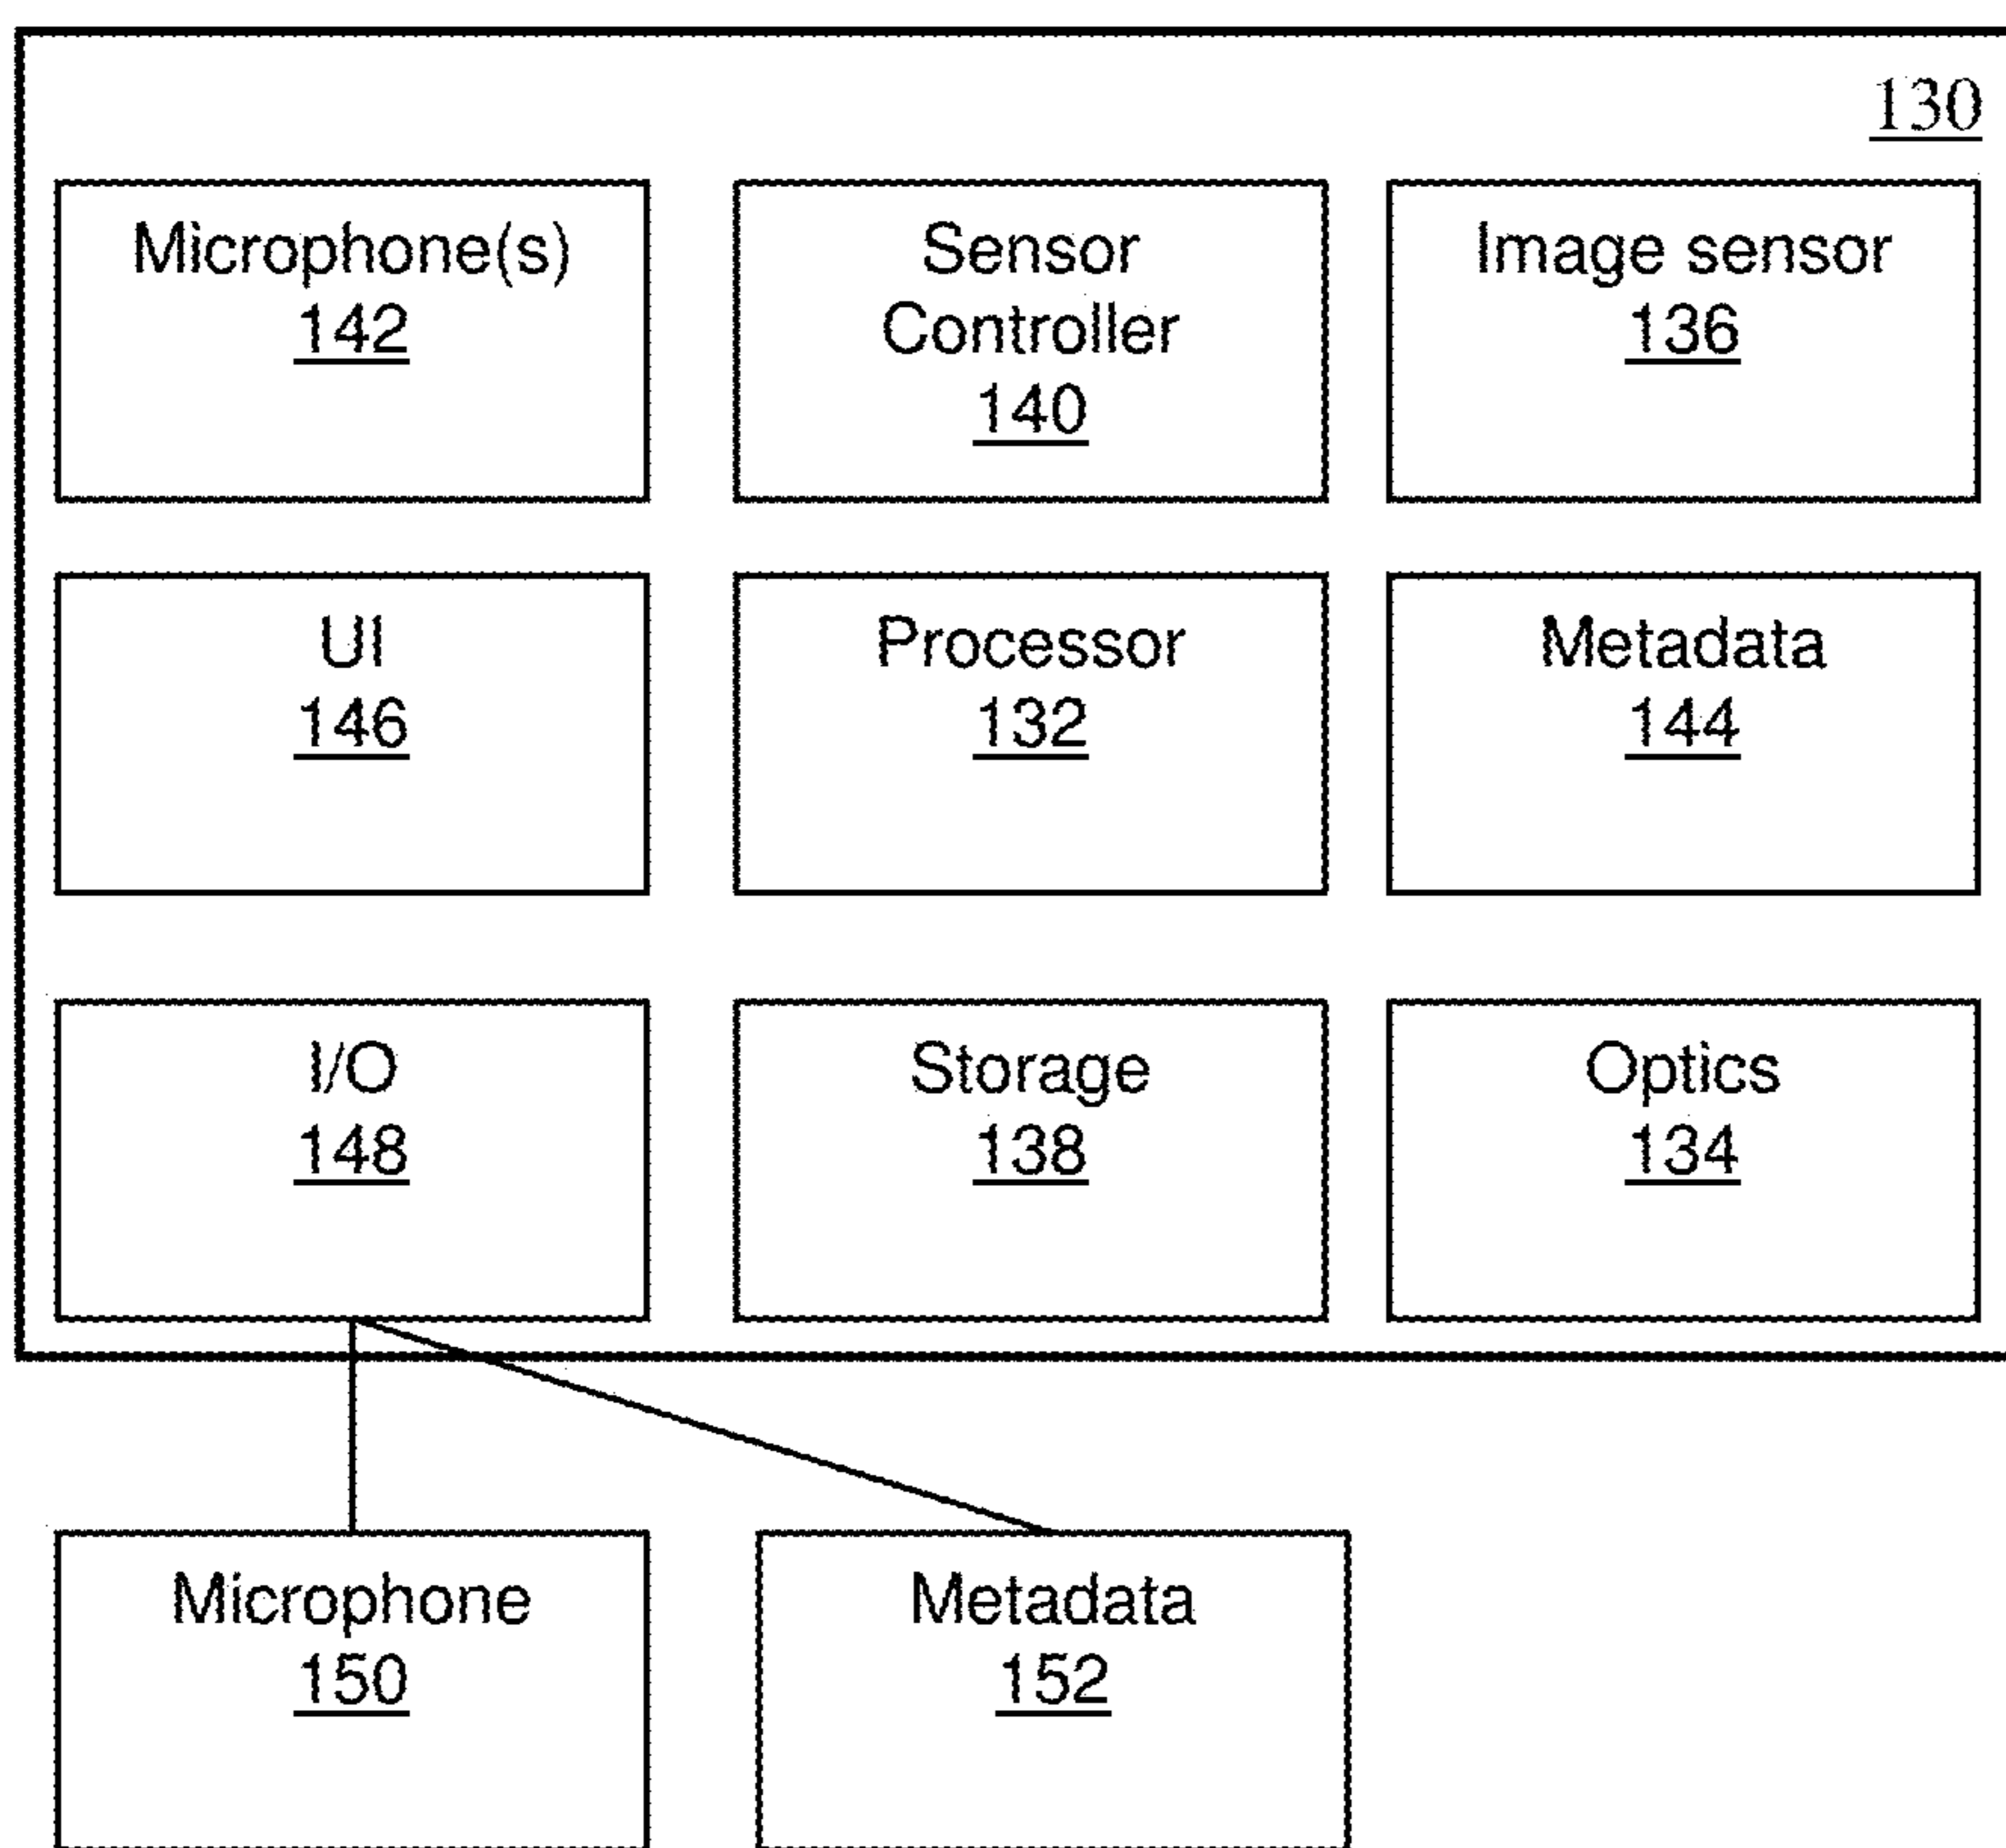 130
Microphone(s)
142
Sensor
Controller
140
Image sensor
136
UI
146
Processor
132
Metadata
144
I/O
148
Storage
138
Optics
134
Microphone
150
Metadata
152